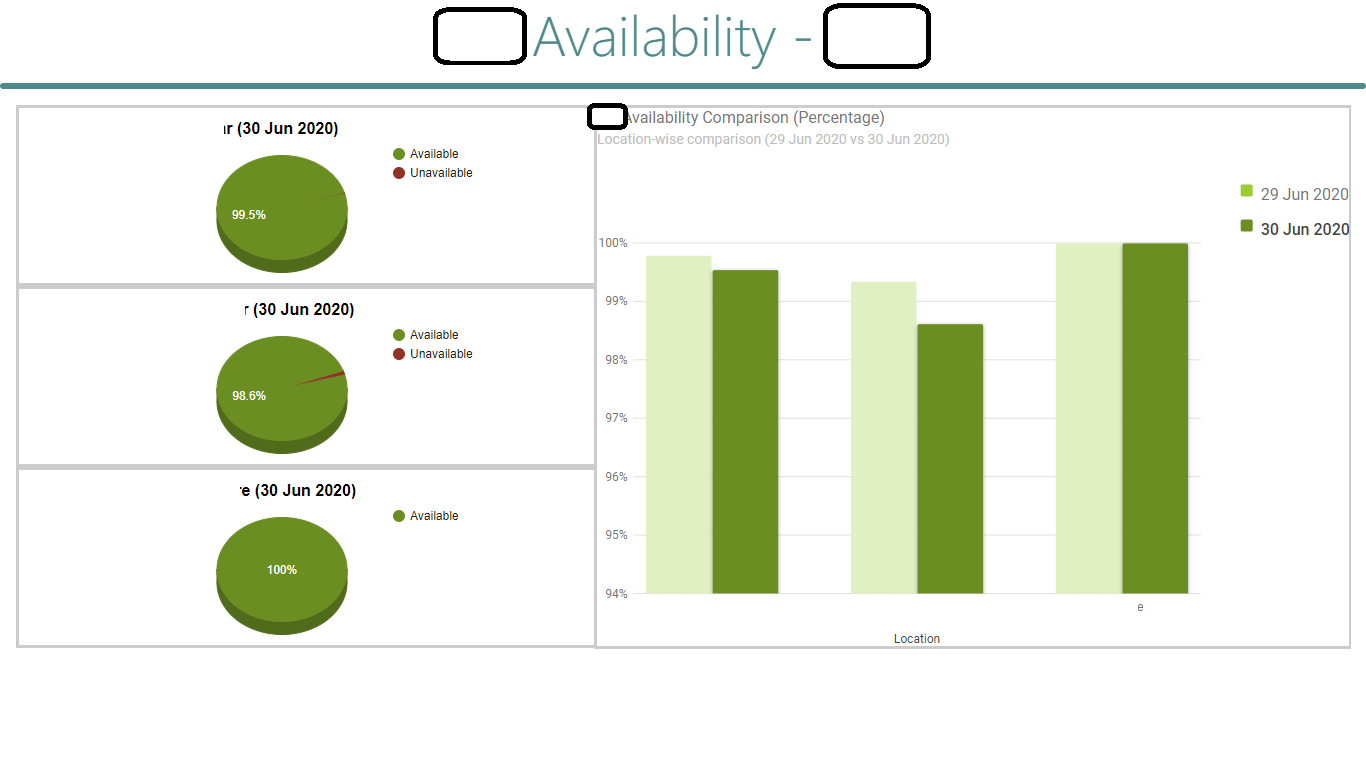 Availability -
(30 Jun 2020)
Available
Unavailable
99.5%
(30 Jun 2020)
Available
Unavailable
98.6%
(30 Jun 2020)
Available
100%
Availability Comparison (Percentage)
Location-wise comparison (29 Jun 2020 vs 30 Jun 2020)
29 Jun 2020
30 Jun 2020
100%
99%
98%
97%
96%
95%
94%
e
Location